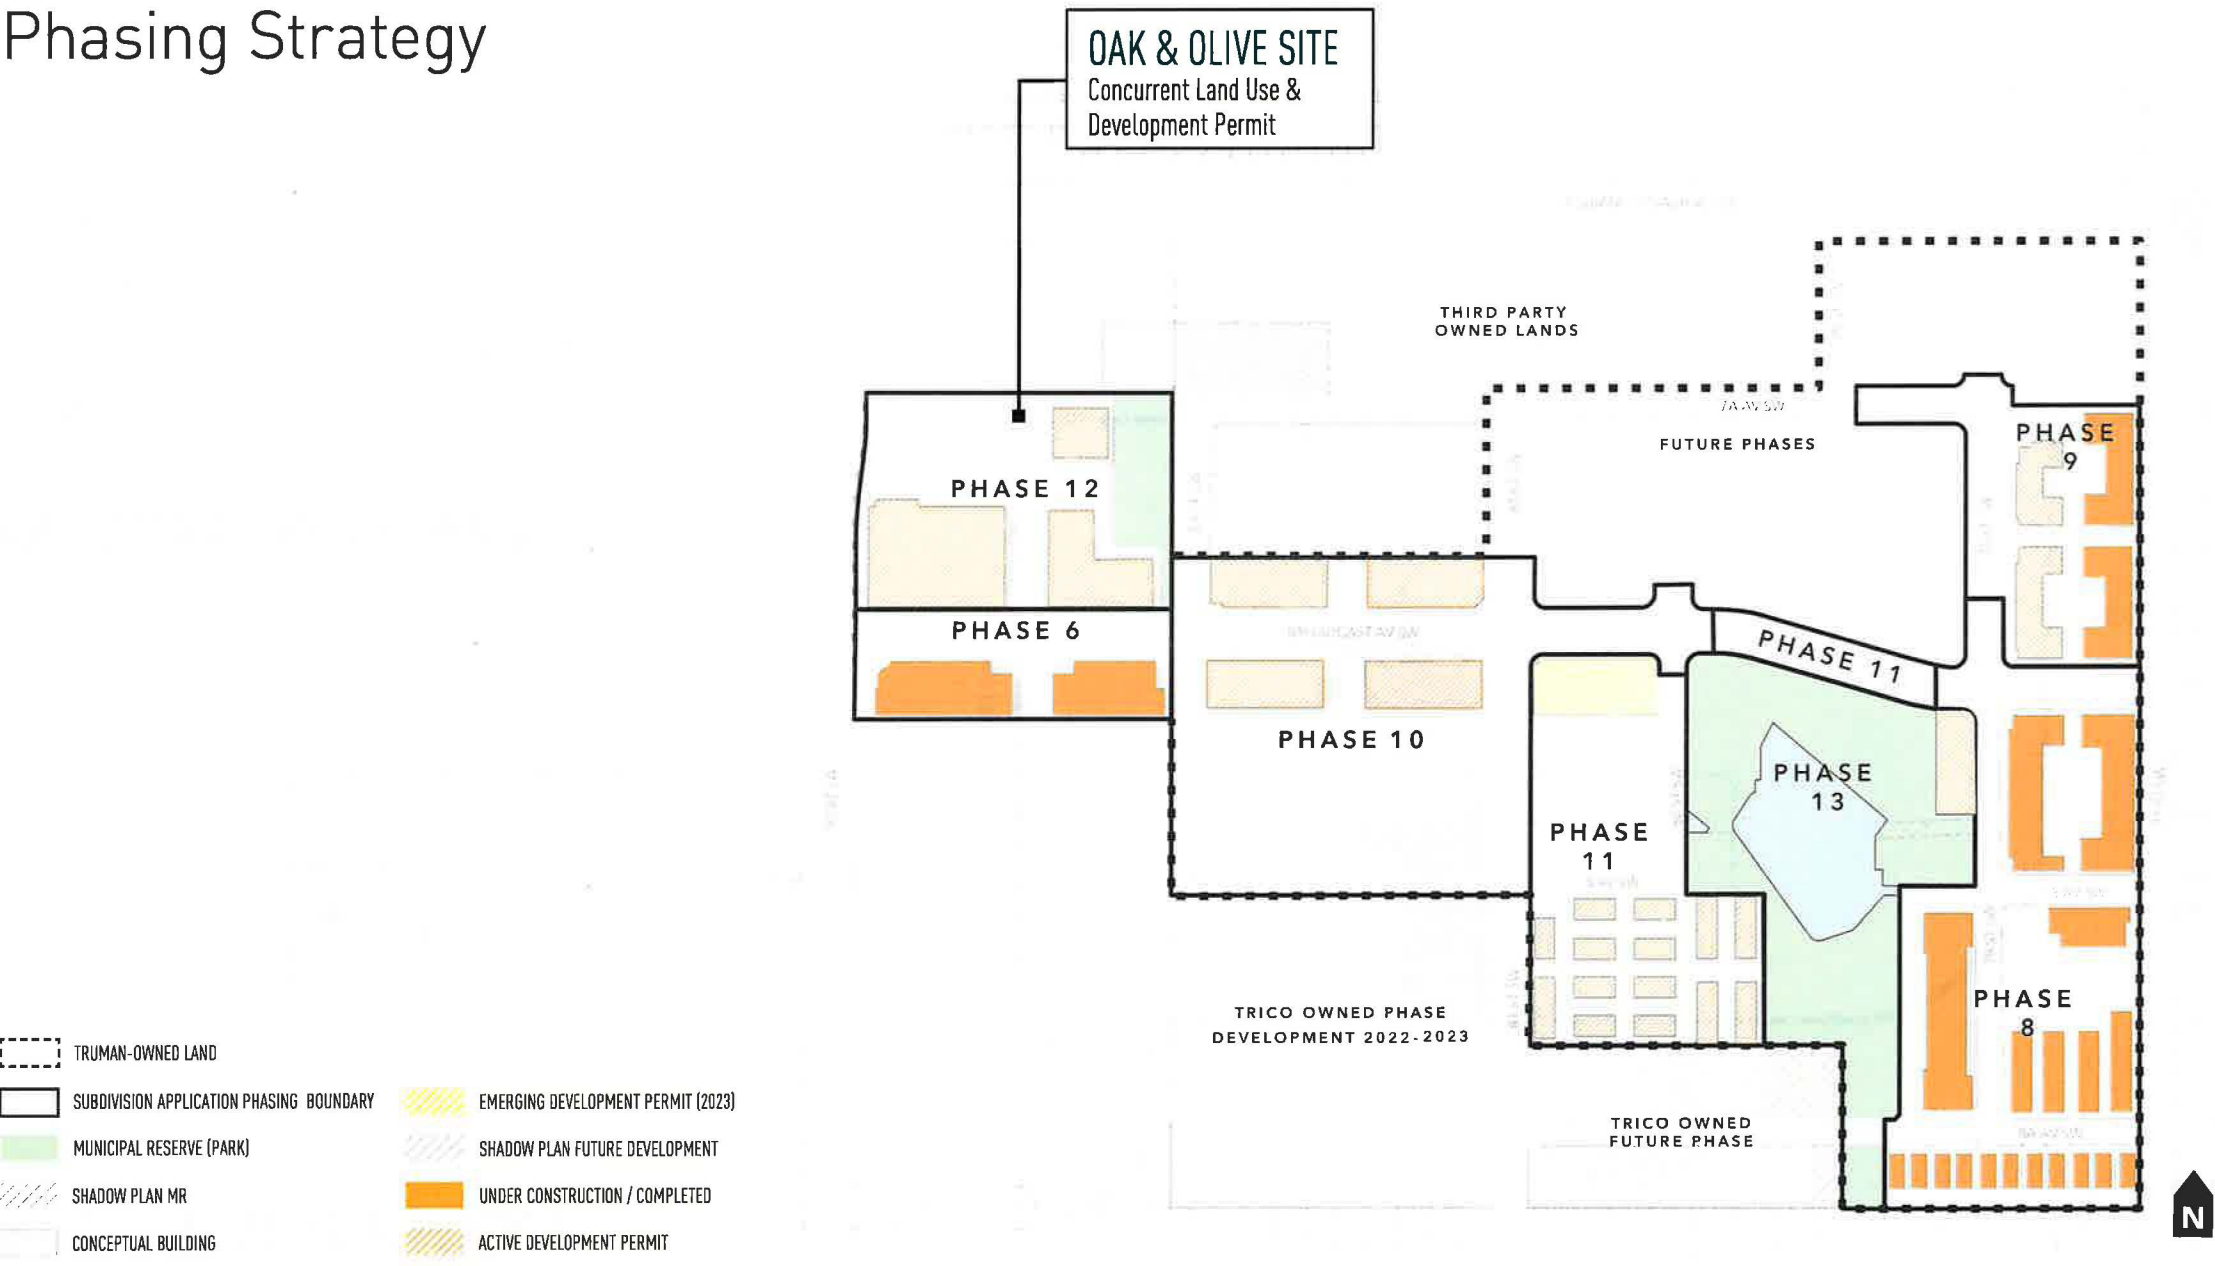 Phasing Strategy
OAK & OLIVE SITE
Concurrent Land Use &
Development Permit
THIRD PARTY
OWNED LANDS
7A AV SW
FUTURE PHASES
PHASE
9
PHASE 12
PHASE 6
PHASE 11
PHASE 10
PHASE
13
PHASE
11
PHASE
8
TRICO OWNED PHASE
DEVELOPMENT 2022-2023
TRICO OWNED
FUTURE PHASE
TRUMAN-OWNED LAND
SUBDIVISION APPLICATION PHASING BOUNDARY
MUNICIPAL RESERVE (PARK)
SHADOW PLAN MR
CONCEPTUAL BUILDING
EMERGING DEVELOPMENT PERMIT (2023)
SHADOW PLAN FUTURE DEVELOPMENT
UNDER CONSTRUCTION / COMPLETED
ACTIVE DEVELOPMENT PERMIT
N